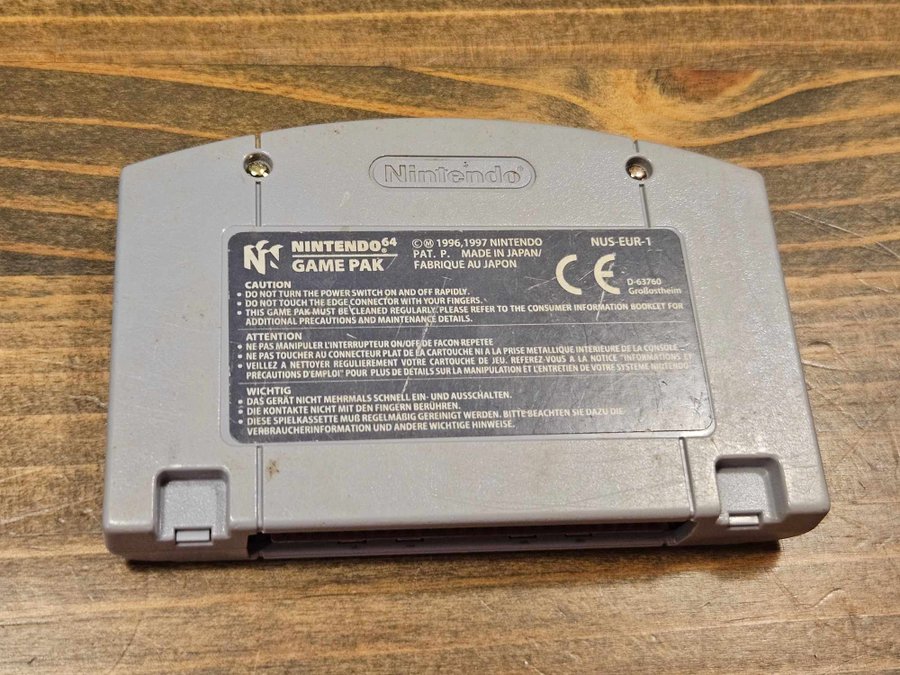 Nintendo®
NINTENDO 64®
GAME PAK
©Ⓜ 1996,1997 NINTENDO
PAT. P. MADE IN JAPAN/
FABRIQUE AU JAPON
NUS-EUR-1
CE
D-63760
Großostheim
CAUTION
• DO NOT TURN THE POWER SWITCH ON AND OFF RAPIDLY.
• DO NOT TOUCH THE EDGE CONNECTOR WITH YOUR FINGERS.
• THIS GAME PAK MUST BE CLEANED REGULARLY. PLEASE REFER TO THE CONSUMER INFORMATION BOOKLET FOR
ADDITIONAL PRECAUTIONS AND MAINTENANCE DETAILS.
ATTENTION
• NE PAS MANIPULER L'INTERRUPTEUR ON/OFF DE FACON REPETEE
• NE PAS TOUCHER AU CONNECTEUR PLAT DE LA CARTOUCHE NI A LA PRISE METALLIQUE INTERIEURE DE LA CONSOLE
• VEILLEZ A NETTOYER REGULIEREMENT VOTRE CARTOUCHE DE JEU. REFEREZ-VOUS A LA NOTICE "INFORMATIONS ET
PRÉCAUTIONS D'EMPLOI" POUR PLUS DE DETAILS SUR LA MANIPULATION ET L'ENTRETIEN DE VOTRE SYSTEME NINTENDO
WICHTIG
• DAS GERÄT NICHT MEHRMALS SCHNELL EIN- UND AUSSCHALTEN.
• DIE KONTAKTE NICHT MIT DEN FINGERN BERÜHREN.
• DIESE SPIELKASSETTE MUß REGELMÄßIG GEREINIGT WERDEN. BITTE BEACHTEN SIE DAZU DIE
VERBRAUCHERINFORMATION UND ANDERE WICHTIGE HINWEISE.